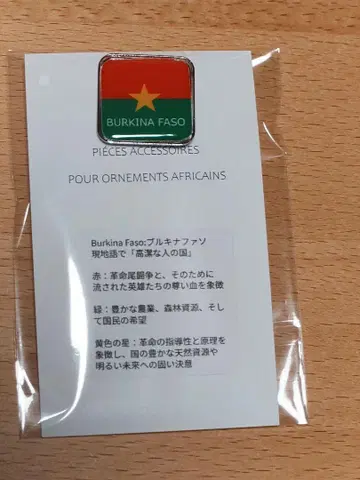 BURKINA FASO
PIÈCES ACCESSOIRES
POUR ORNEMENTS AFRICAINS
Burkina Faso:ブルキナファソ
現地語で「高潔な人の国」
赤：革命尾闘争と、そのために
流された英雄たちの尊い血を象徴
緑：豊かな農業、森林資源、そし
て国民の希望
黄色の星：革命の指導性と原理を
象徴し、国の豊かな天然資源や
明るい未来への固い決意